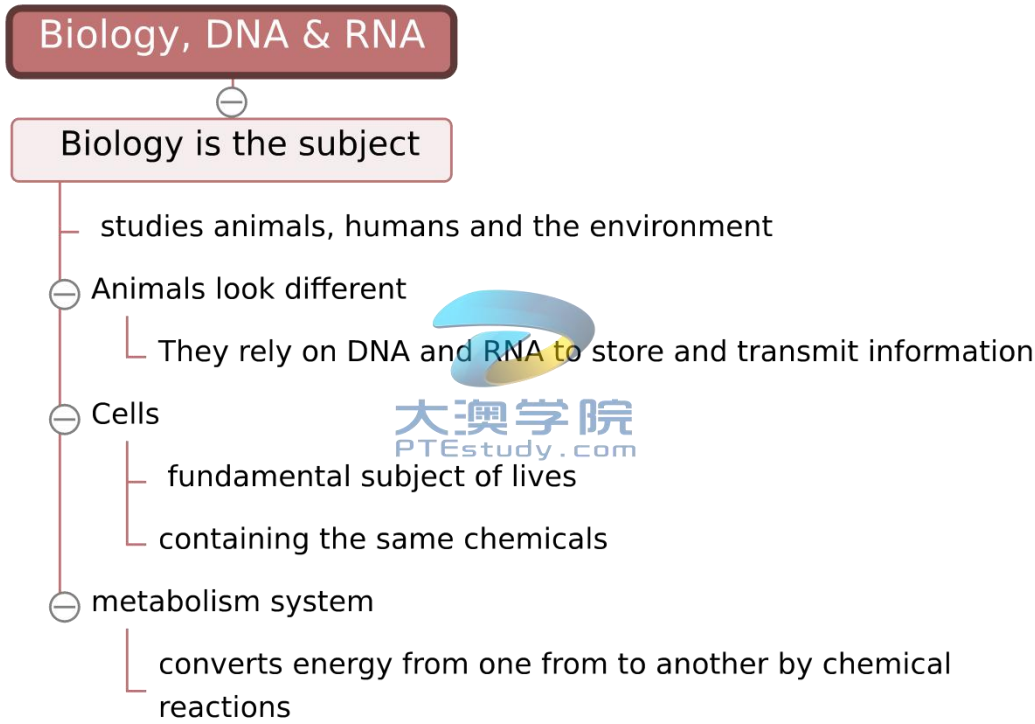 Biology, DNA & RNA
Biology is the subject
studies animals, humans and the environment
Animals look different
They rely on DNA and RNA to store and transmit information
Cells
大澳学院
PTEstudy.com
fundamental subject of lives
containing the same chemicals
metabolism system
converts energy from one from to another by chemical
reactions